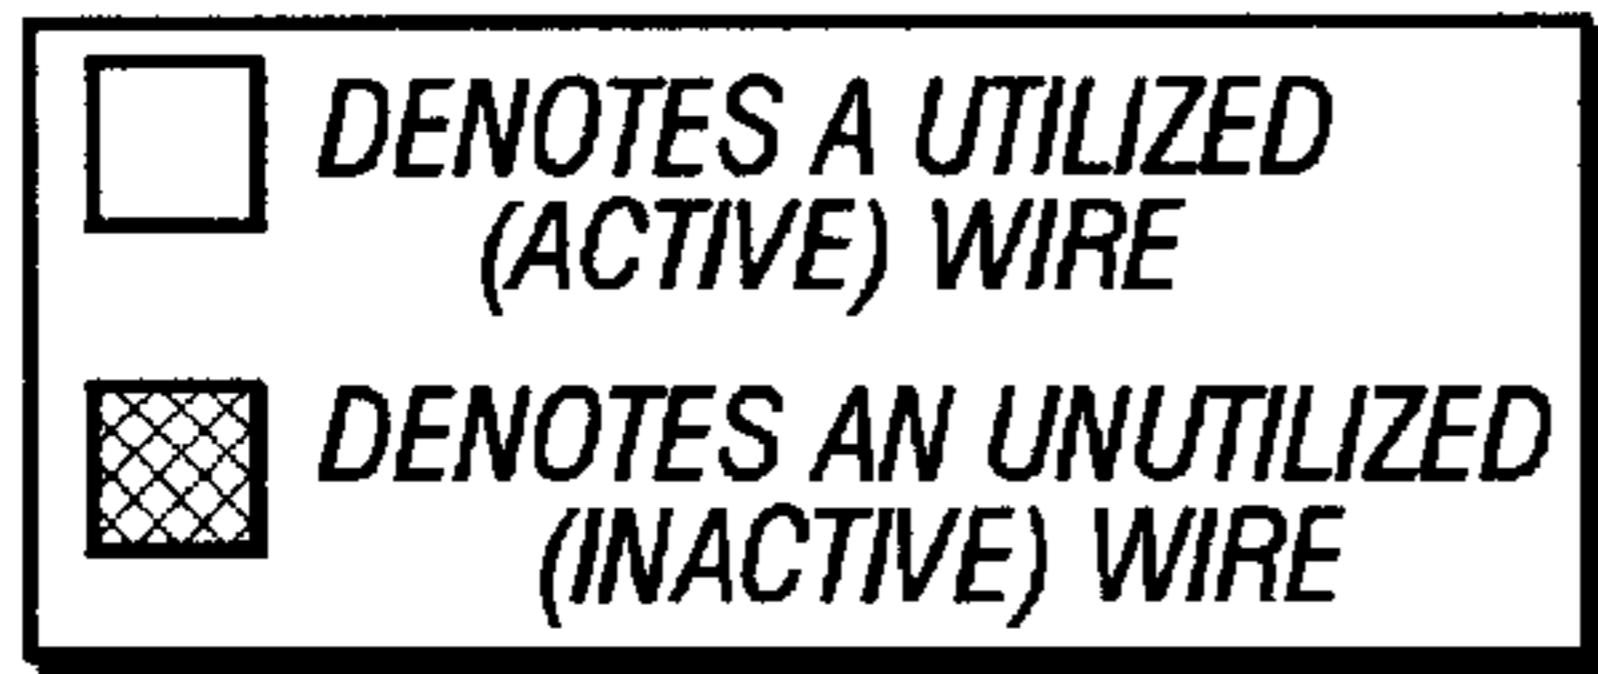 DENOTES A UTILIZED
(ACTIVE) WIRE
DENOTES AN UNUTILIZED
(INACTIVE) WIRE